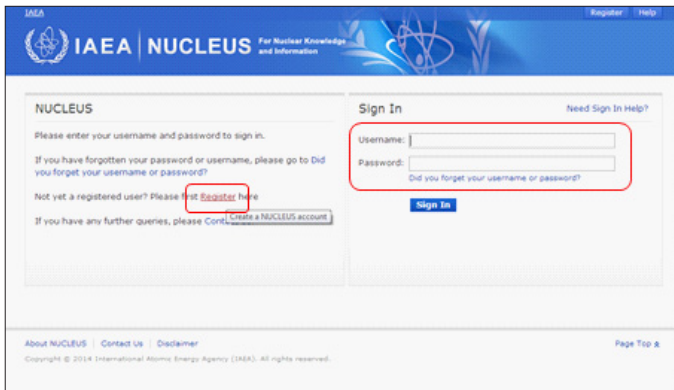 IAEA
Register Help
IAEA NUCLEUS For Nuclear Knowledge
and Information
NUCLEUS
Please enter your username and password to sign in.
If you have forgotten your password or username, please go to Did
you forget your username or password?
Not yet a registered user? Please first Register here
Create a NUCLEUS account
If you have any further queries, please Cont
Sign In
Need Sign In Help?
Username:
Password:
Did you forget your username or password?
Sign In
About NUCLEUS Contact Us Disclaimer
Page Top
Copyright © 2014 International Atomic Energy Agency (IAEA). All rights reserved.